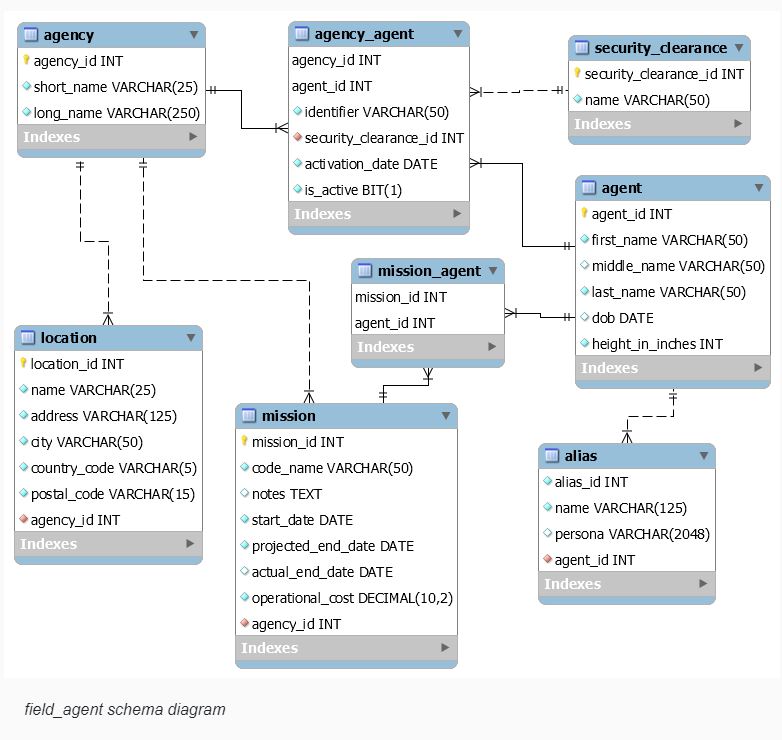 agency
agency_id INT
short_name VARCHAR(25)
long_name VARCHAR(250)
Indexes
agency_agent
agency_id INT
agent_id INT
identifier VARCHAR(50)
security_clearance_id INT
activation_date DATE
is_active BIT(1)
Indexes
security_clearance
security_clearance_id INT
name VARCHAR(50)
Indexes
agent
agent_id INT
first_name VARCHAR(50)
middle_name VARCHAR(50)
last_name VARCHAR(50)
dob DATE
height_in_inches INT
Indexes
mission_agent
mission_id INT
agent_id INT
Indexes
location
location_id INT
name VARCHAR(25)
address VARCHAR(125)
city VARCHAR(50)
country_code VARCHAR(5)
postal_code VARCHAR(15)
agency_id INT
Indexes
mission
mission_id INT
code_name VARCHAR(50)
notes TEXT
start_date DATE
projected_end_date DATE
actual_end_date DATE
operational_cost DECIMAL(10,2)
agency_id INT
Indexes
alias
alias_id INT
name VARCHAR(125)
persona VARCHAR(2048)
agent_id INT
Indexes
field_agent schema diagram